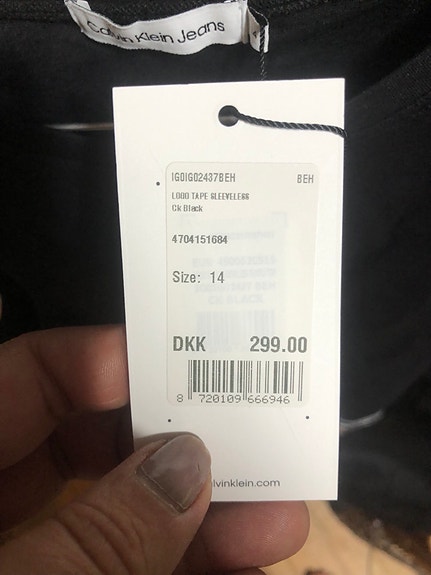 Calvin Klein Jeans
IG0IG02437BEH BEH
LOGO TAPE SLEEVELESS
Ck Black
4704151684
Size: 14
DKK 299.00
8 720109 666946
calvinklein.com